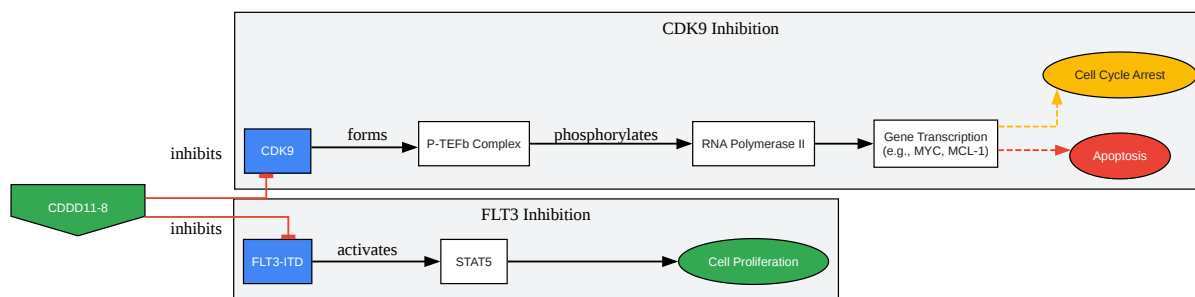 CDK9 Inhibition
Cell Cycle Arrest
inhibits
CDK9
forms
P-TEFb Complex
phosphorylates
RNA Polymerase II
Gene Transcription
(e.g., MYC, MCL-1)
Apoptosis
CDDD11-8
inhibits
FLT3 Inhibition
FLT3-ITD
activates
STAT5
Cell Proliferation